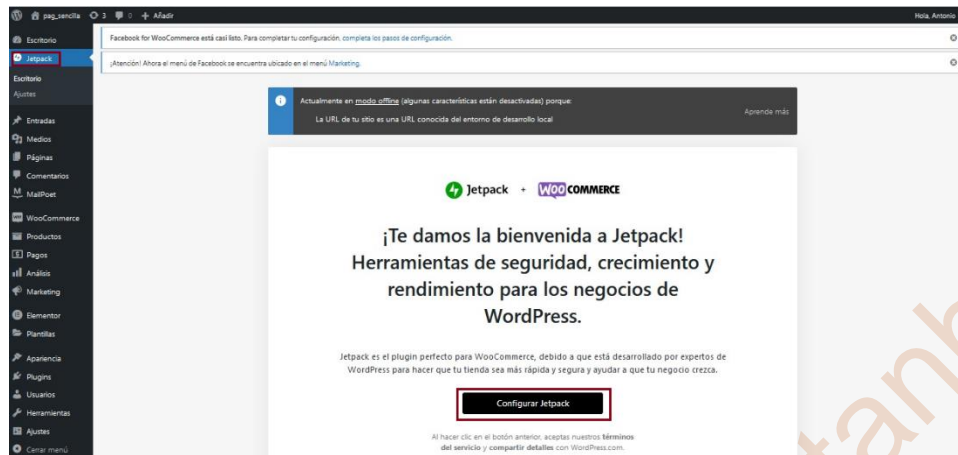 pag_sencilla 3 0 + Añadir Hola, Antonio
Escritorio
Jetpack
Escritorio
Ajustes
Entradas
Medios
Páginas
Comentarios
MailPoet
WooCommerce
Productos
Pagos
Análisis
Marketing
Elementor
Plantillas
Apariencia
Plugins
Usuarios
Herramientas
Ajustes
Cerrar menú
Facebook for WooCommerce está casi listo. Para completar tu configuración, completa los pasos de configuración.
¡Atención! Ahora el menú de Facebook se encuentra ubicado en el menú Marketing.
Actualmente en modo offline (algunas características están desactivadas) porque:
La URL de tu sitio es una URL conocida del entorno de desarrollo local
Aprende más
Jetpack + WOO COMMERCE
¡Te damos la bienvenida a Jetpack!
Herramientas de seguridad, crecimiento y
rendimiento para los negocios de
WordPress.
Jetpack es el plugin perfecto para WooCommerce, debido a que está desarrollado por expertos de
WordPress para hacer que tu tienda sea más rápida y segura y ayudar a que tu negocio crezca.
Configurar Jetpack
Al hacer clic en el botón anterior, aceptas nuestros términos
del servicio y compartir detalles con WordPress.com.